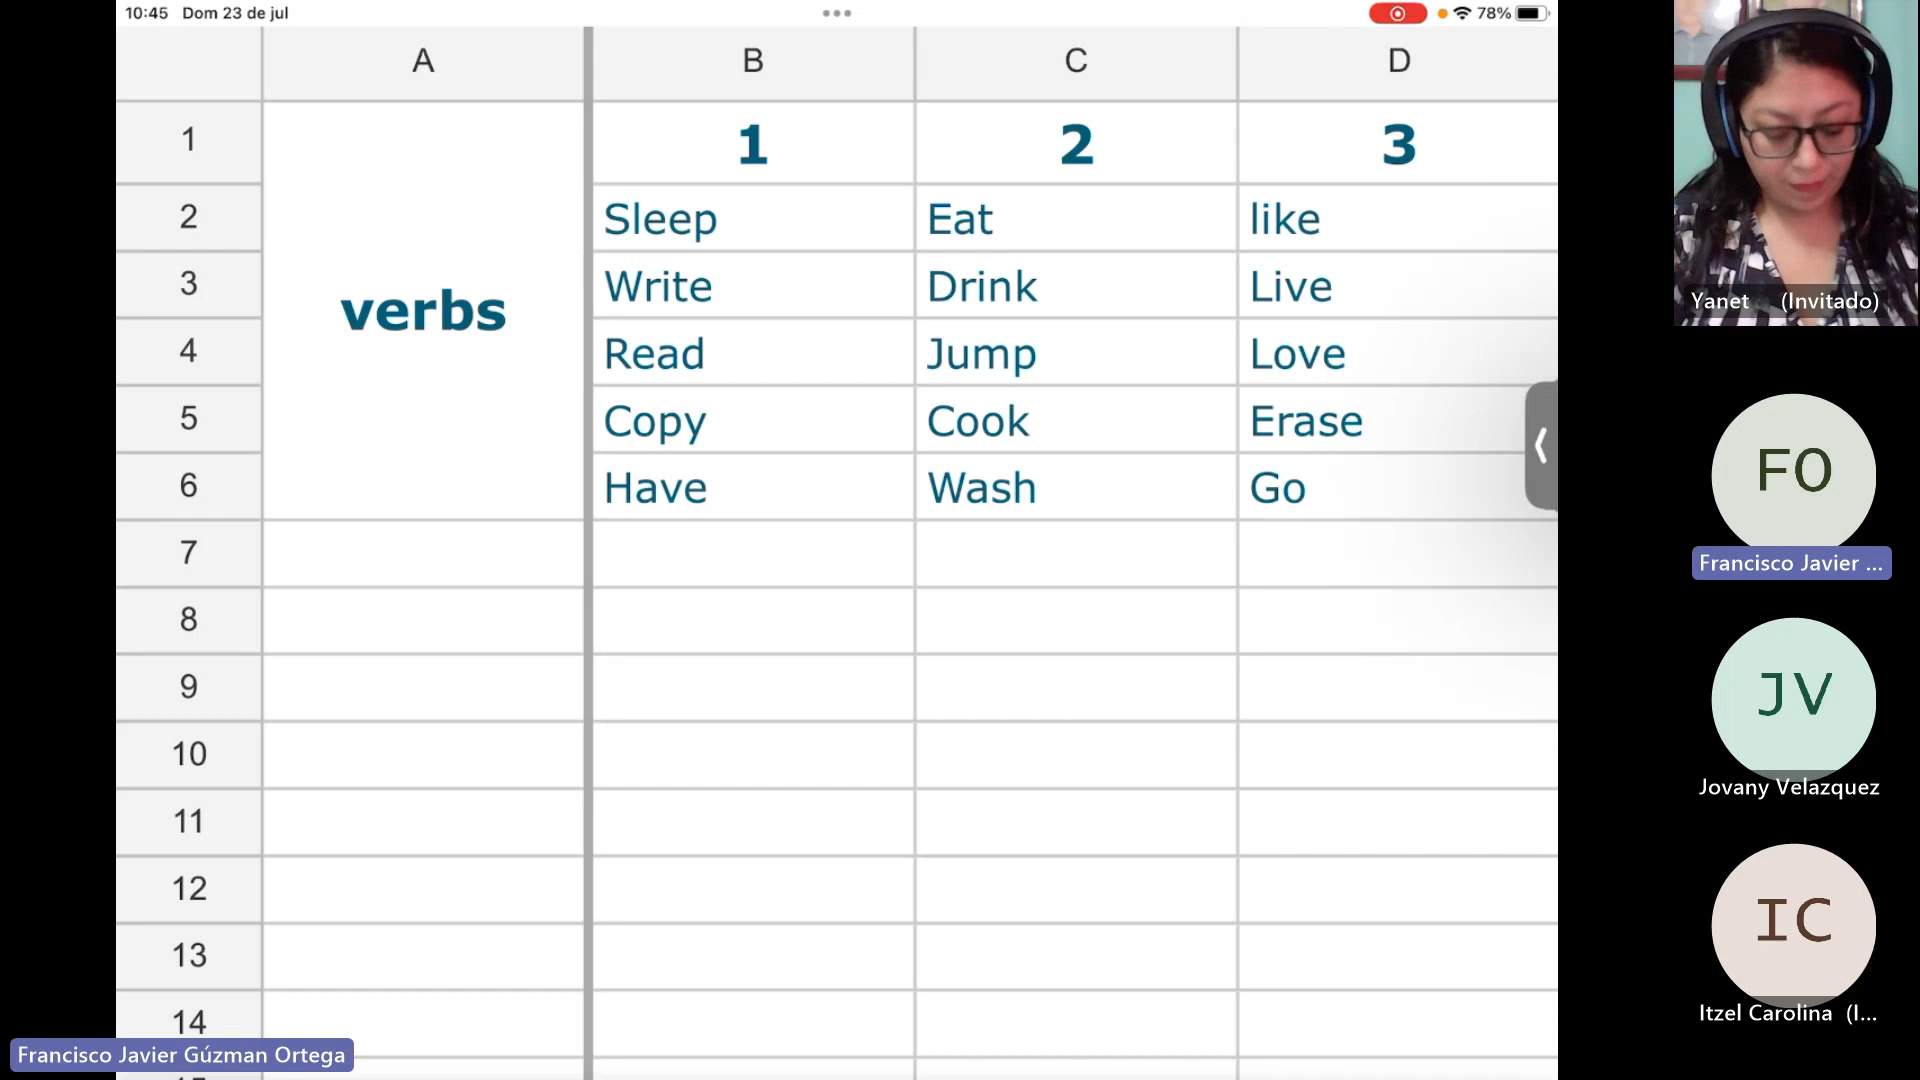 10:45 Dom 23 de jul
78%
A B C D
1 1 2 3
2 Sleep Eat like
3 Write Drink Live
verbs
4 Read Jump Love
5 Copy Cook Erase
6 Have Wash Go
7
8
9
10
11
12
13
14
Francisco Javier Gúzman Ortega
Yanet (Invitado)
FO
Francisco Javier ...
JV
Jovany Velazquez
IC
Itzel Carolina (I...